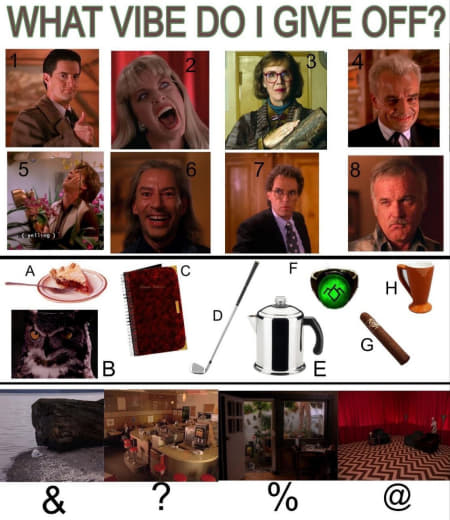 WHAT VIBE DO I GIVE OFF?
1 2 3 4
5 6 7 8
(yelling)
A B C D E F G H
& ? % @